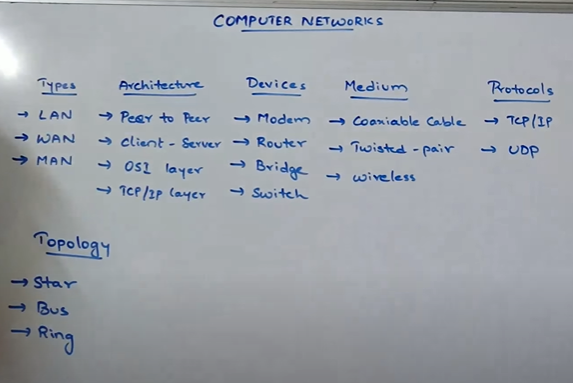 COMPUTER NETWORKS
Types
→ LAN
→ WAN
→ MAN
Architecture
→ Peer to Peer
→ Client - Server
→ OSI layer
→ TCP/IP layer
Devices
→ Modem
→ Router
→ Bridge
→ Switch
Medium
→ Coaxiable Cable
→ Twisted - pair
→ wireless
Protocols
→ TCP/IP
→ UDP
Topology
→ Star
→ Bus
→ Ring